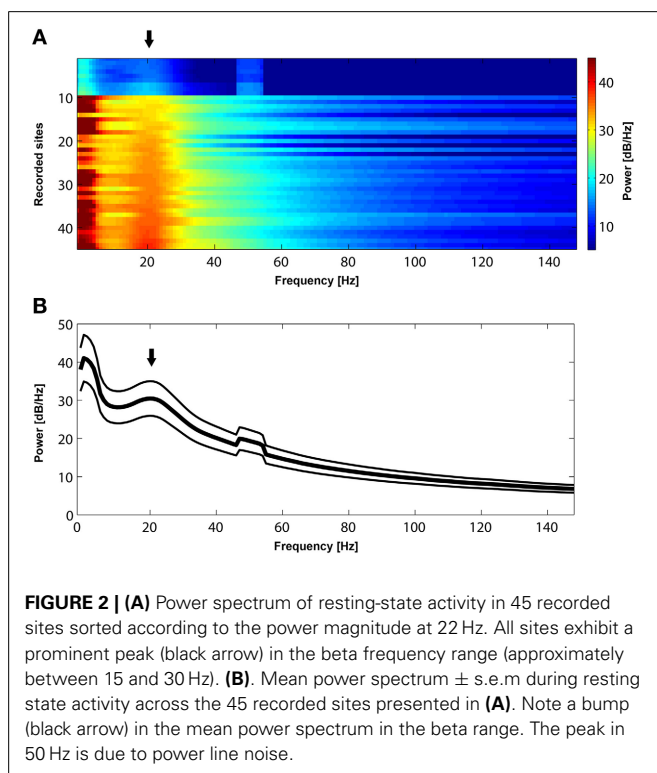 A
10
20
30
40
Recorded sites
20 40 60 80 100 120 140
Frequency [Hz]
40
30
20
10
Power [dB/Hz]
B
50
40
30
20
10
0
Power [dB/Hz]
0 20 40 60 80 100 120 140
Frequency [Hz]
FIGURE 2 | (A) Power spectrum of resting-state activity in 45 recorded
sites sorted according to the power magnitude at 22 Hz. All sites exhibit a
prominent peak (black arrow) in the beta frequency range (approximately
between 15 and 30 Hz). (B). Mean power spectrum ± s.e.m during resting
state activity across the 45 recorded sites presented in (A). Note a bump
(black arrow) in the mean power spectrum in the beta range. The peak in
50 Hz is due to power line noise.